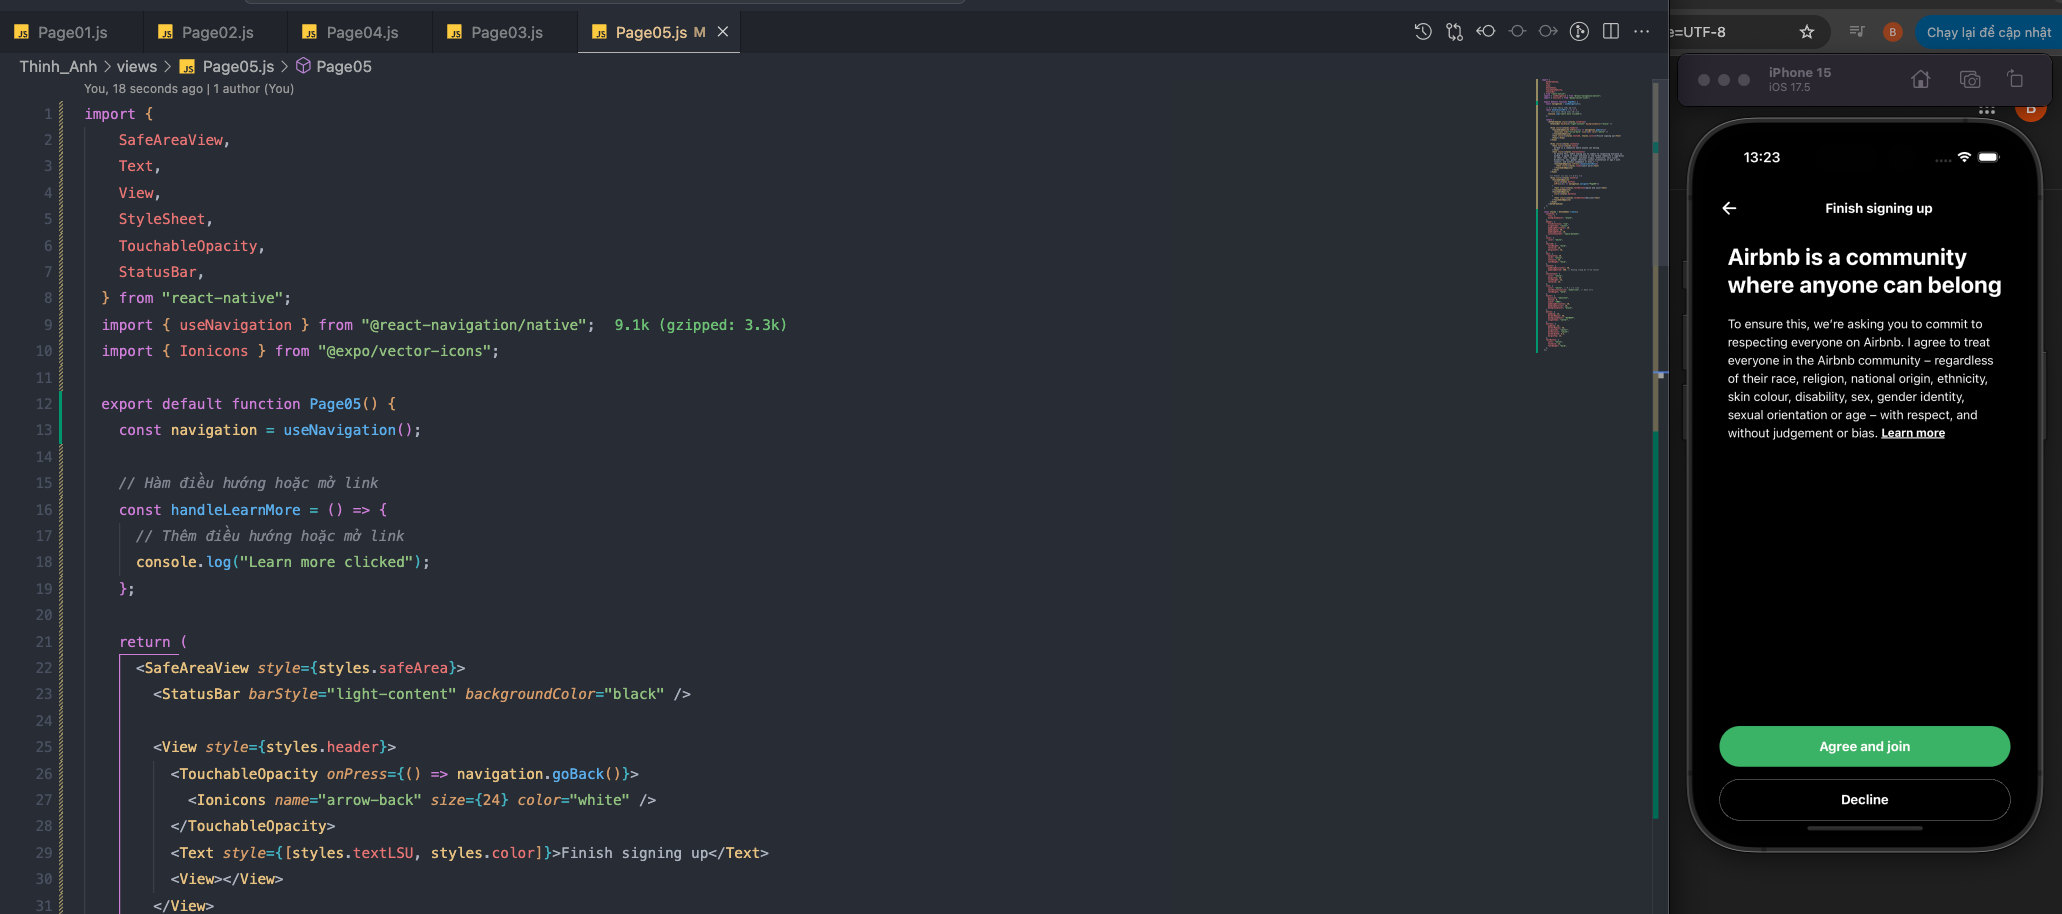 Page01.js
Page02.js
Page04.js
Page03.js
Page05.js M
Thinh_Anh > views > Page05.js > Page05
You, 18 seconds ago | 1 author (You)
1 import {
2 SafeAreaView,
3 Text,
4 View,
5 StyleSheet,
6 TouchableOpacity,
7 StatusBar,
8 } from "react-native";
9 import { useNavigation } from "@react-navigation/native"; 9.1k (gzipped: 3.3k)
10 import { Ionicons } from "@expo/vector-icons";
11
12 export default function Page05() {
13 const navigation = useNavigation();
14
15 // Hàm điều hướng hoặc mở link
16 const handleLearnMore = () => {
17 // Thêm điều hướng hoặc mở link
18 console.log("Learn more clicked");
19 };
20
21 return (
22 <SafeAreaView style={styles.safeArea}>
23 <StatusBar barStyle="light-content" backgroundColor="black" />
24
25 <View style={styles.header}>
26 <TouchableOpacity onPress={() => navigation.goBack()}>
27 <Ionicons name="arrow-back" size={24} color="white" />
28 </TouchableOpacity>
29 <Text style={[styles.textLSU, styles.color]}>Finish signing up</Text>
30 <View></View>
31 </View>
e=UTF-8
B
Chạy lại để cập nhật
iPhone 15
iOS 17.5
B
13:23
Finish signing up
Airbnb is a community
where anyone can belong
To ensure this, we're asking you to commit to
respecting everyone on Airbnb. I agree to treat
everyone in the Airbnb community – regardless
of their race, religion, national origin, ethnicity,
skin colour, disability, sex, gender identity,
sexual orientation or age – with respect, and
without judgement or bias. Learn more
Agree and join
Decline